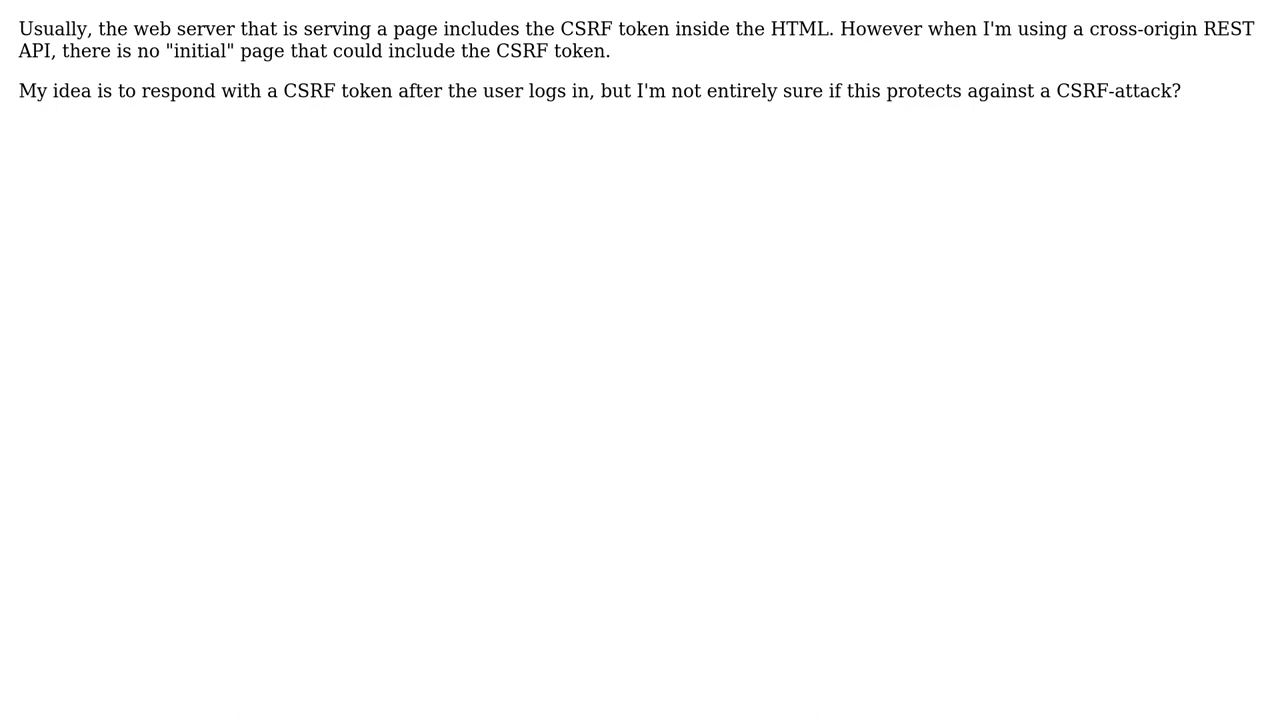 Usually, the web server that is serving a page includes the CSRF token inside the HTML. However when I'm using a cross-origin REST
API, there is no "initial" page that could include the CSRF token.
My idea is to respond with a CSRF token after the user logs in, but I'm not entirely sure if this protects against a CSRF-attack?